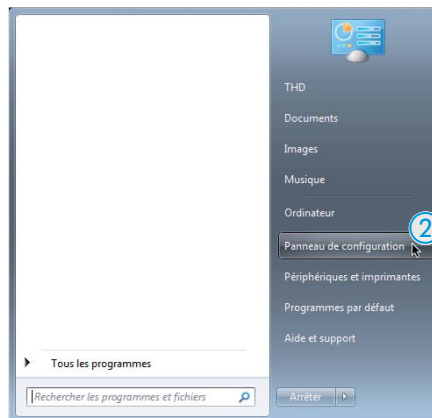 THD
Documents
Images
Musique
Ordinateur
Panneau de configuration
2
Périphériques et imprimantes
Programmes par défaut
Aide et support
Tous les programmes
Rechercher les programmes et fichiers
Arrêter